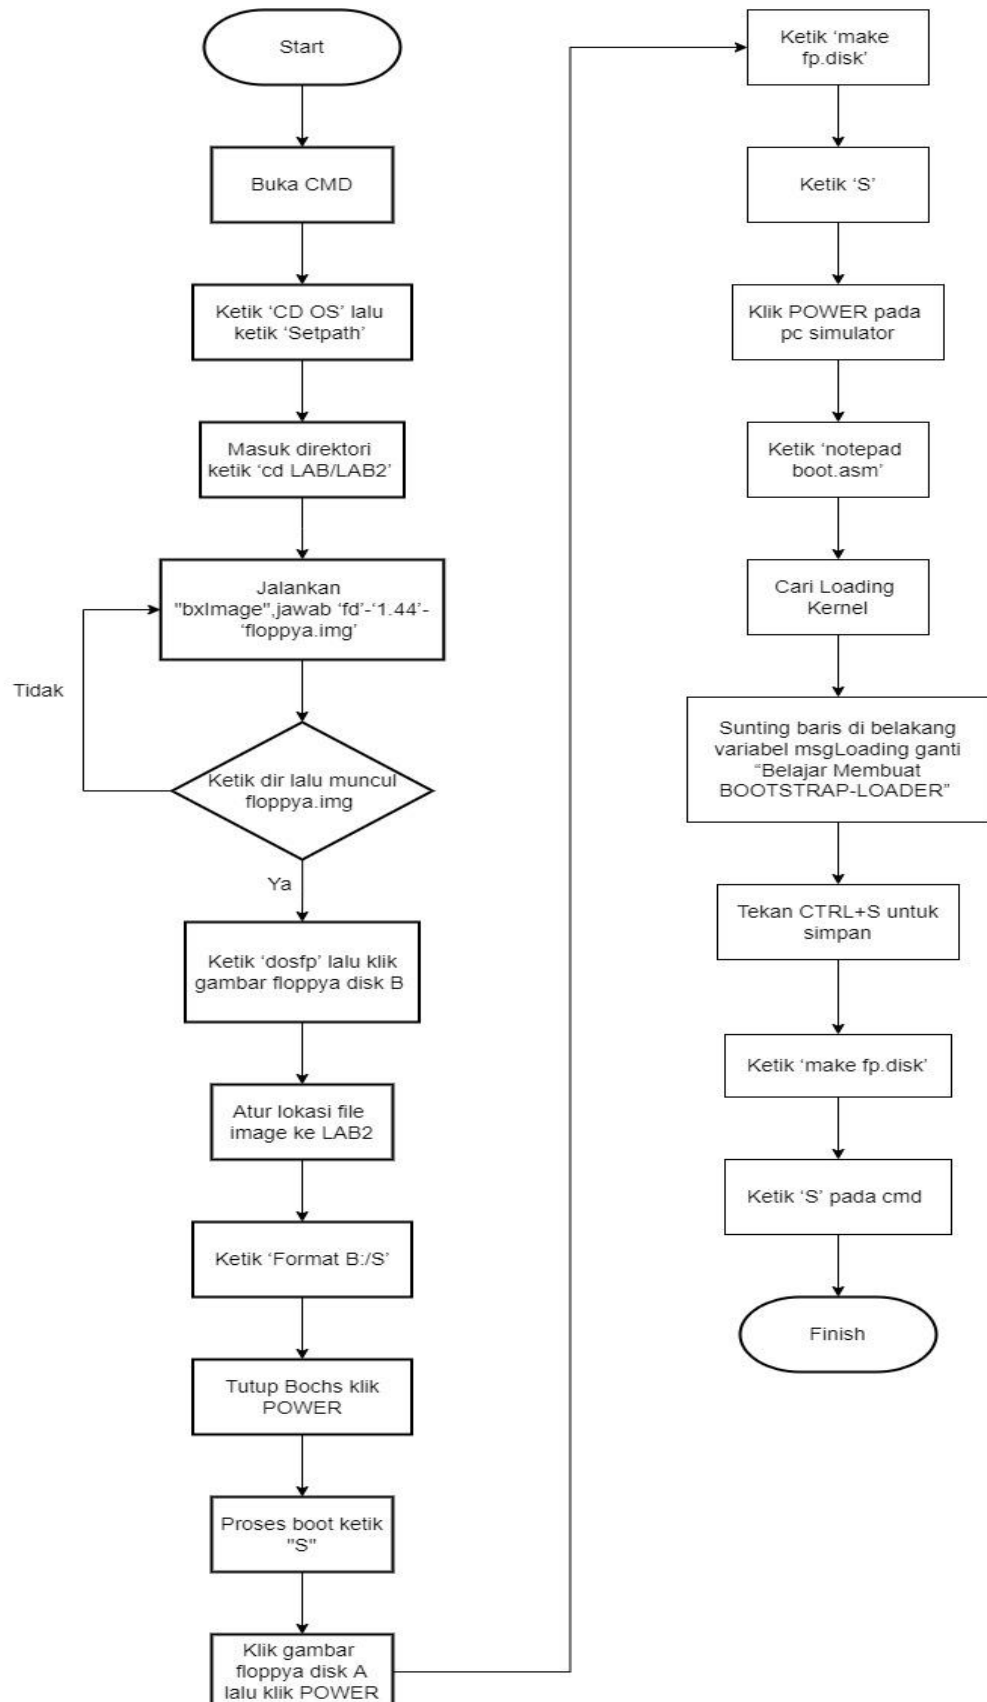 Start
Buka CMD
Ketik ‘CD OS’ lalu
ketik ‘Setpath’
Masuk direktori
ketik ‘cd LAB/LAB2’
Jalankan
"bxImage",jawab ‘fd’-‘1.44’-
‘floppya.img’
Tidak
Ketik dir lalu muncul
floppya.img
Ya
Ketik ‘dosfp’ lalu klik
gambar floppya disk B
Atur lokasi file
image ke LAB2
Ketik ‘Format B:/S’
Tutup Bochs klik
POWER
Proses boot ketik
"S"
Klik gambar
floppya disk A
lalu klik POWER
Ketik ‘make
fp.disk’
Ketik ‘S’
Klik POWER pada
pc simulator
Ketik ‘notepad
boot.asm’
Cari Loading
Kernel
Sunting baris di belakang
variabel msgLoading ganti
“Belajar Membuat
BOOTSTRAP-LOADER”
Tekan CTRL+S untuk
simpan
Ketik ‘make fp.disk’
Ketik ‘S’ pada cmd
Finish